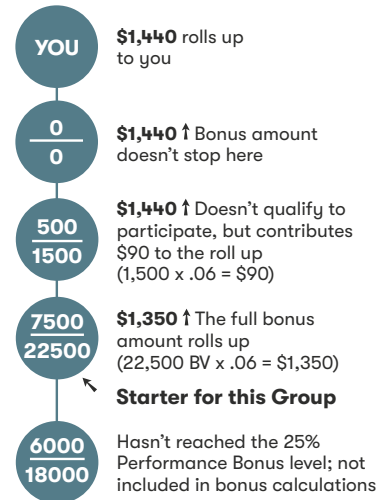 YOU
$1,440 rolls up
to you
0
0
$1,440 ↑ Bonus amount
doesn't stop here
500
1500
$1,440 ↑ Doesn't qualify to
participate, but contributes
$90 to the roll up
(1,500 x .06 = $90)
7500
22500
$1,350 ↑ The full bonus
amount rolls up
(22,500 BV x .06 = $1,350)
Starter for this Group
6000
18000
Hasn't reached the 25%
Performance Bonus level; not
included in bonus calculations